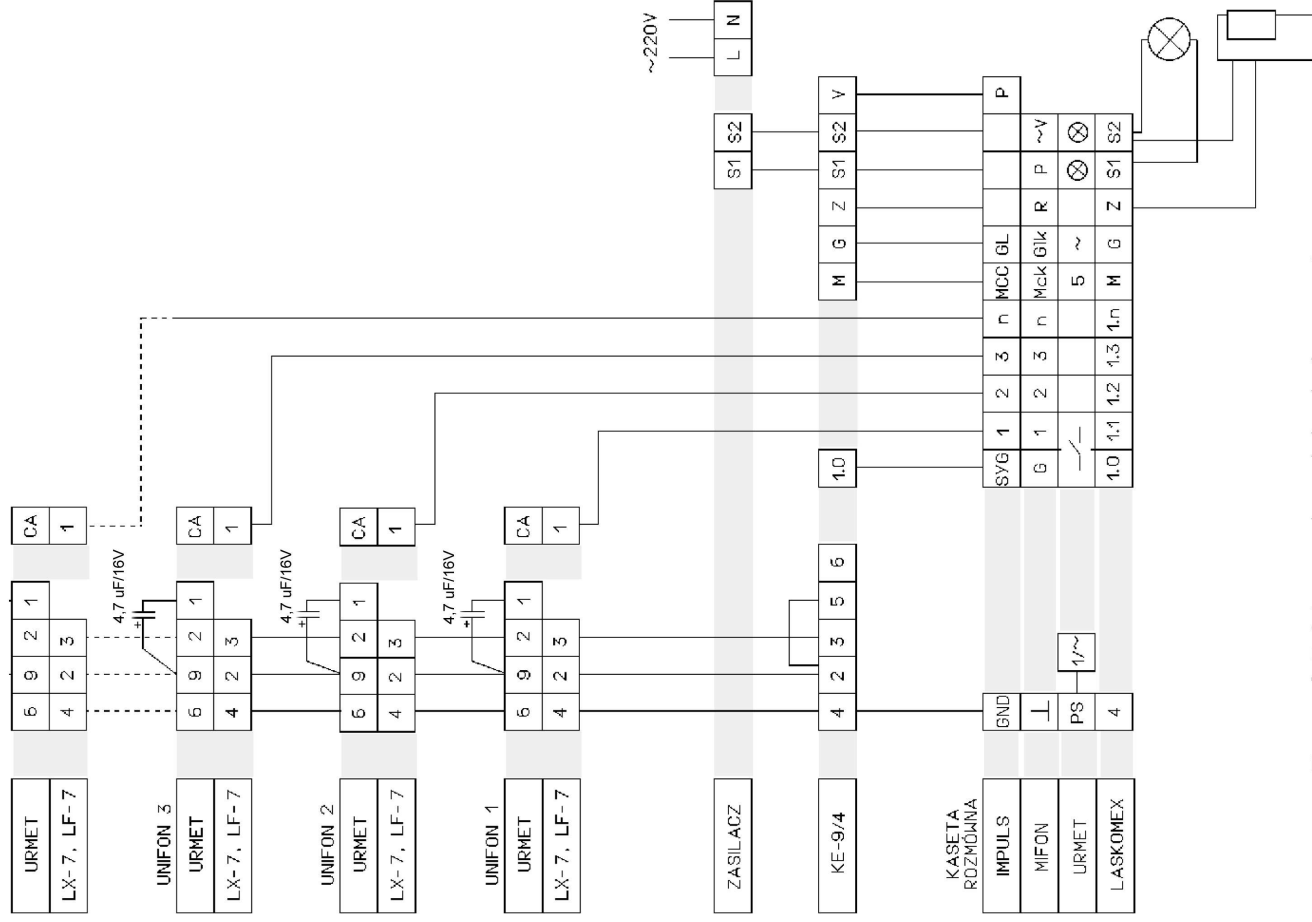 URMET 6 9 2 1 CA
LX-7, LF-7 4 2 3 1
4,7 uF/16V
+
UNIFON 3
URMET 6 9 2 1 CA
LX-7, LF-7 4 2 3 1
4,7 uF/16V
+
UNIFON 2
URMET 6 9 2 1 CA
LX-7, LF-7 4 2 3 1
4,7 uF/16V
+
UNIFON 1
URMET 6 9 2 1 CA
LX-7, LF-7 4 2 3 1
~220V
ZASILACZ S1 S2 L N
KE-9/4 4 2 3 5 6 1.0 M G Z S1 S2 V
KASETA
ROZMÓWNA
IMPULS GND SYG 1 2 3 n MCC GL P
MIFON ⊥ G 1 2 3 n Mck Glk R P ~V
URMET PS 1/~ 5 ~
LASKOMEX 4 1.0 1.1 1.2 1.3 1.n M G Z S1 S2